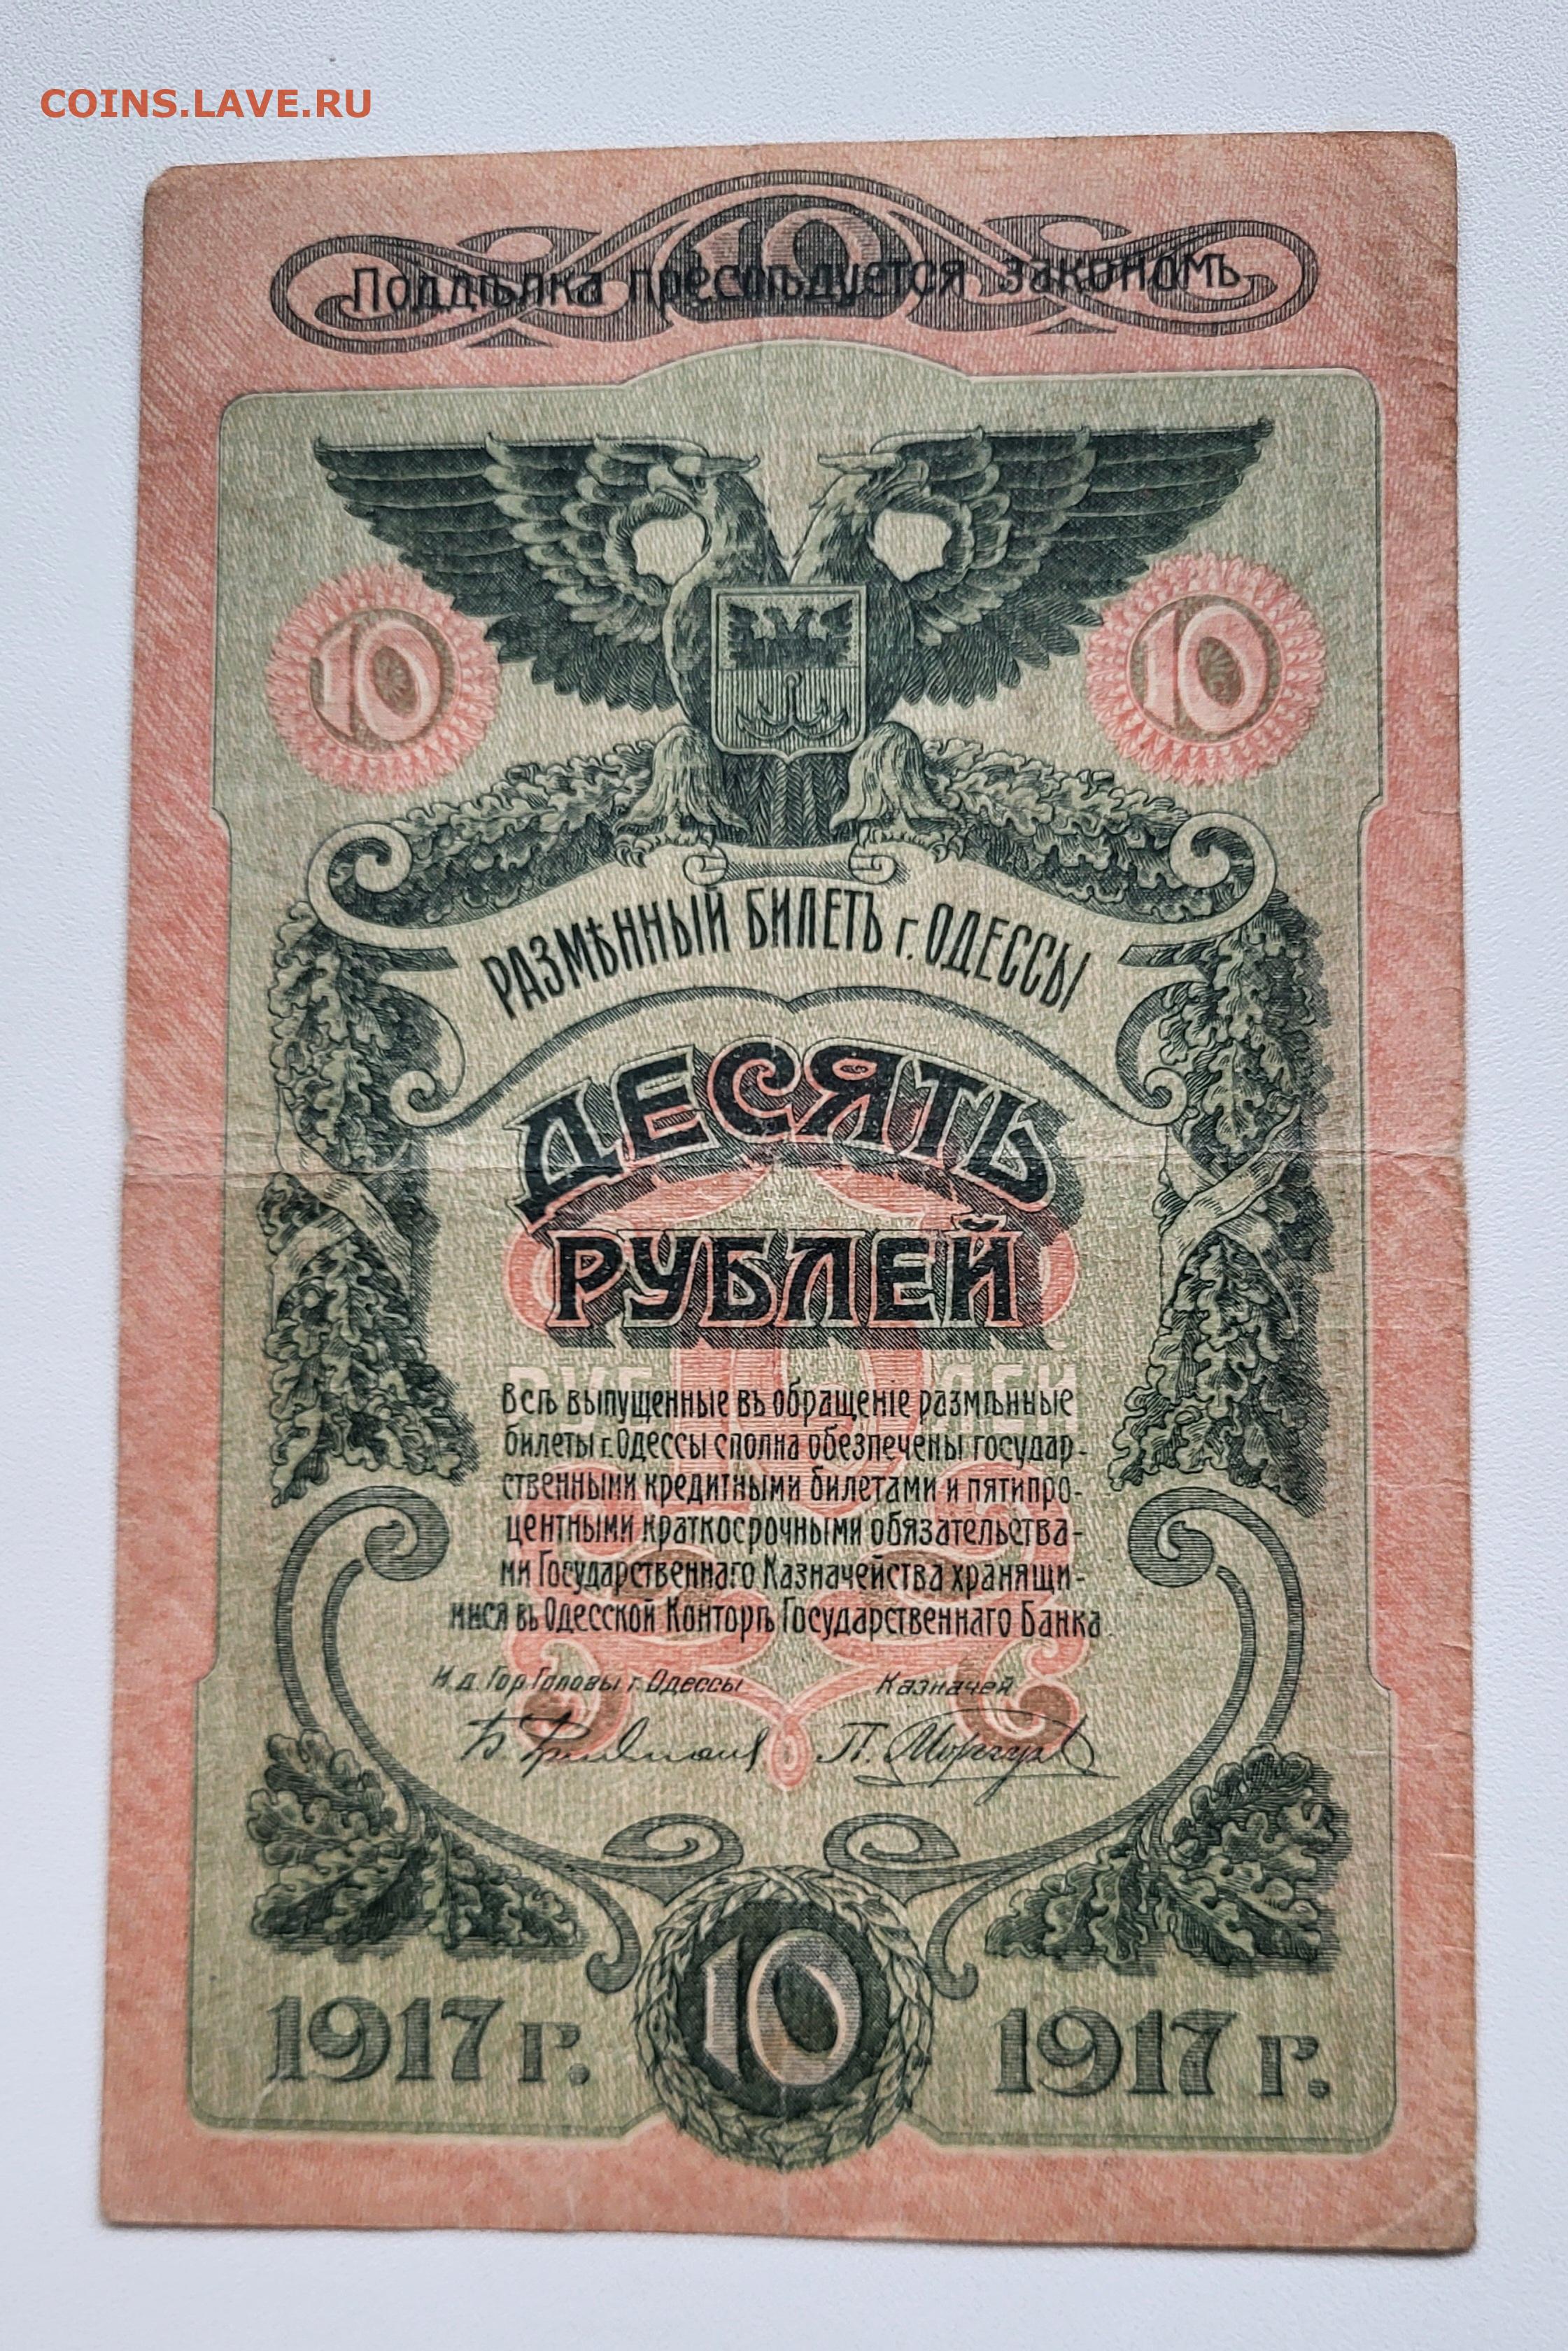 COINS.LAVE.RU
10
Поддѣлка преслѣдуется закономъ
10 10
РАЗМѢННЫЙ БИЛЕТЪ г. ОДЕССЫ
ДЕСЯТЬ
РУБЛЕЙ
Всѣ выпущенные въ обращеніе размѣнные
билеты г. Одессы сполна обезпечены государ-
ственными кредитными билетами и пятипро-
центными краткосрочными обязательства-
ми Государственнаго Казначейства хранящи-
мися въ Одесской Конторѣ Государственнаго Банка.
И. д. Гор. Головы г. Одессы Казначей
10
1917 г. 1917 г.